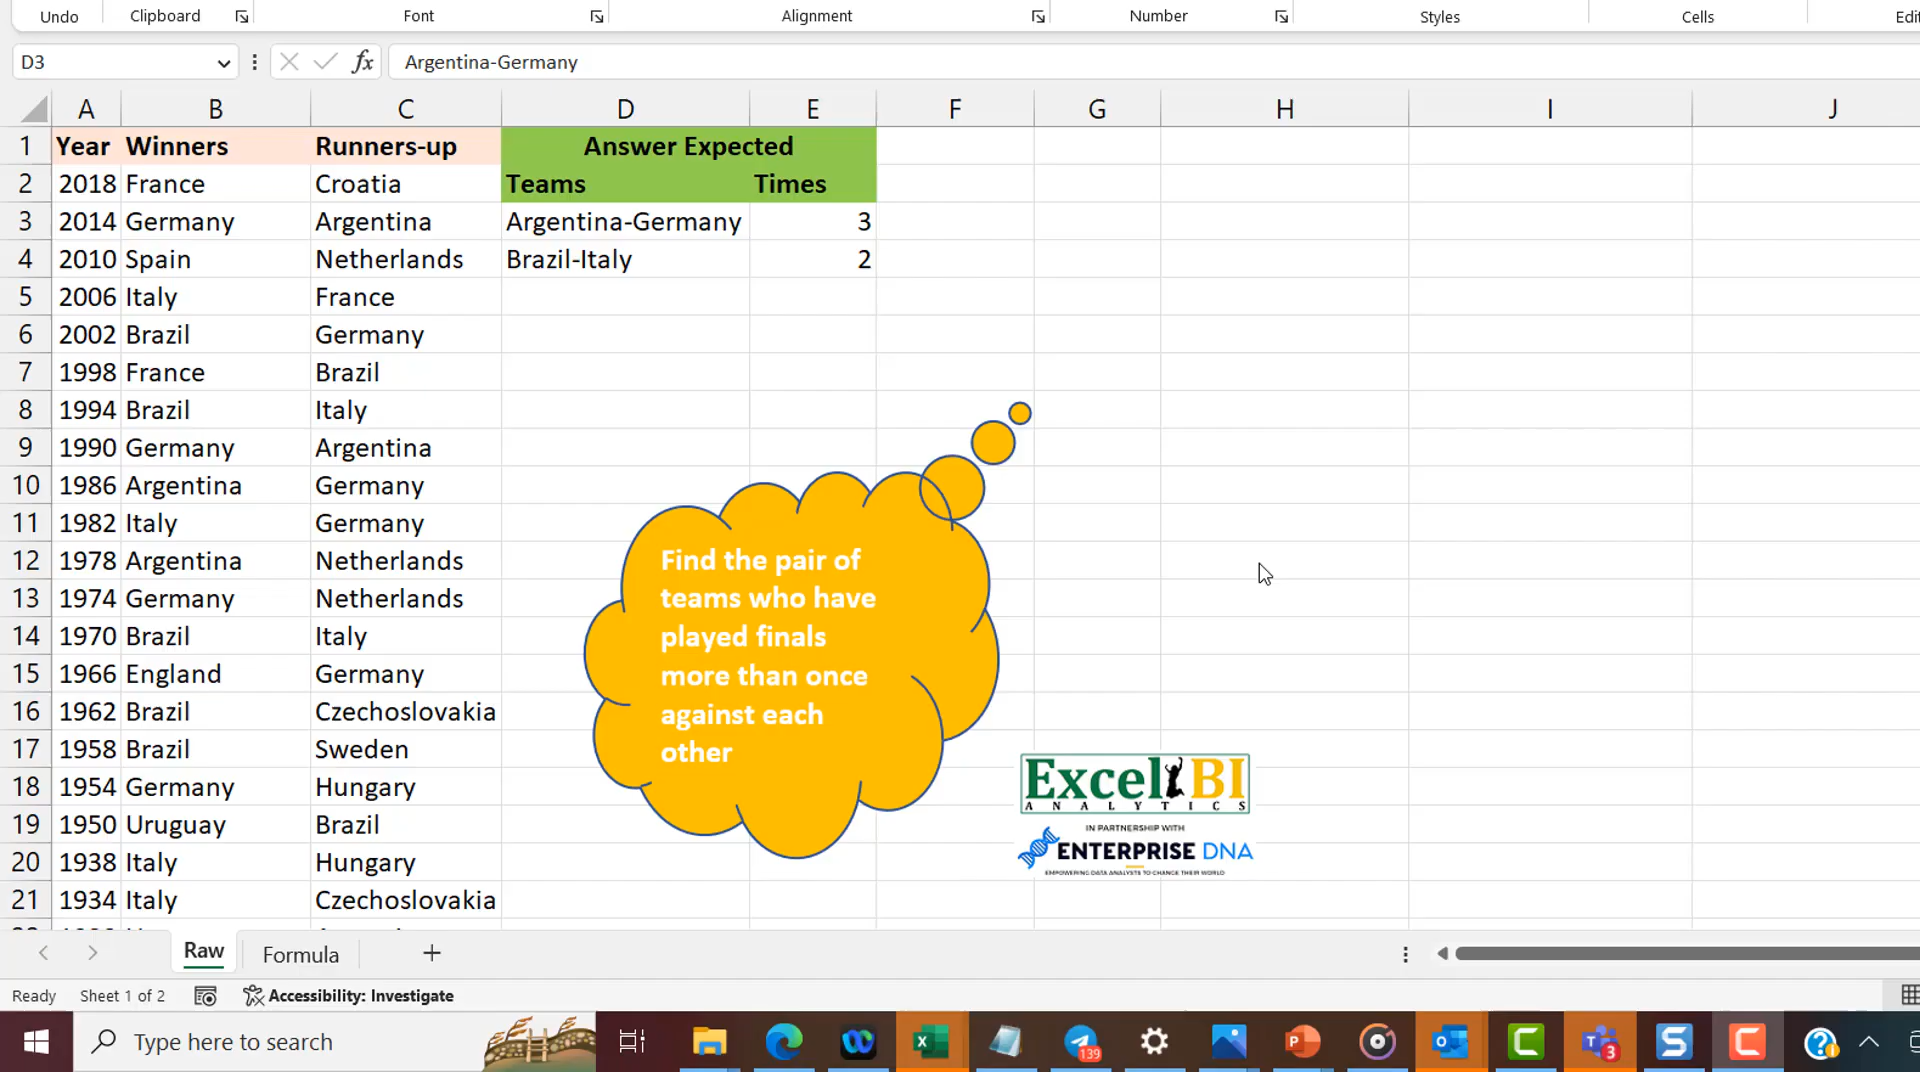 Undo Clipboard Font Alignment Number Styles Cells
D3 fx Argentina-Germany
A B C D E F G H I J
1 Year Winners Runners-up Answer Expected
2 2018 France Croatia Teams Times
3 2014 Germany Argentina Argentina-Germany 3
4 2010 Spain Netherlands Brazil-Italy 2
5 2006 Italy France
6 2002 Brazil Germany
7 1998 France Brazil
8 1994 Brazil Italy
9 1990 Germany Argentina
10 1986 Argentina Germany
11 1982 Italy Germany
12 1978 Argentina Netherlands
13 1974 Germany Netherlands
14 1970 Brazil Italy
15 1966 England Germany
16 1962 Brazil Czechoslovakia
17 1958 Brazil Sweden
18 1954 Germany Hungary
19 1950 Uruguay Brazil
20 1938 Italy Hungary
21 1934 Italy Czechoslovakia
Find the pair of
teams who have
played finals
more than once
against each
other
Excel BI
ANALYTICS
IN PARTNERSHIP WITH
ENTERPRISE DNA
EMPOWERING DATA ANALYSTS TO CHANGE THEIR WORLD
Raw Formula +
Ready Sheet 1 of 2 Accessibility: Investigate
Type here to search 139 3